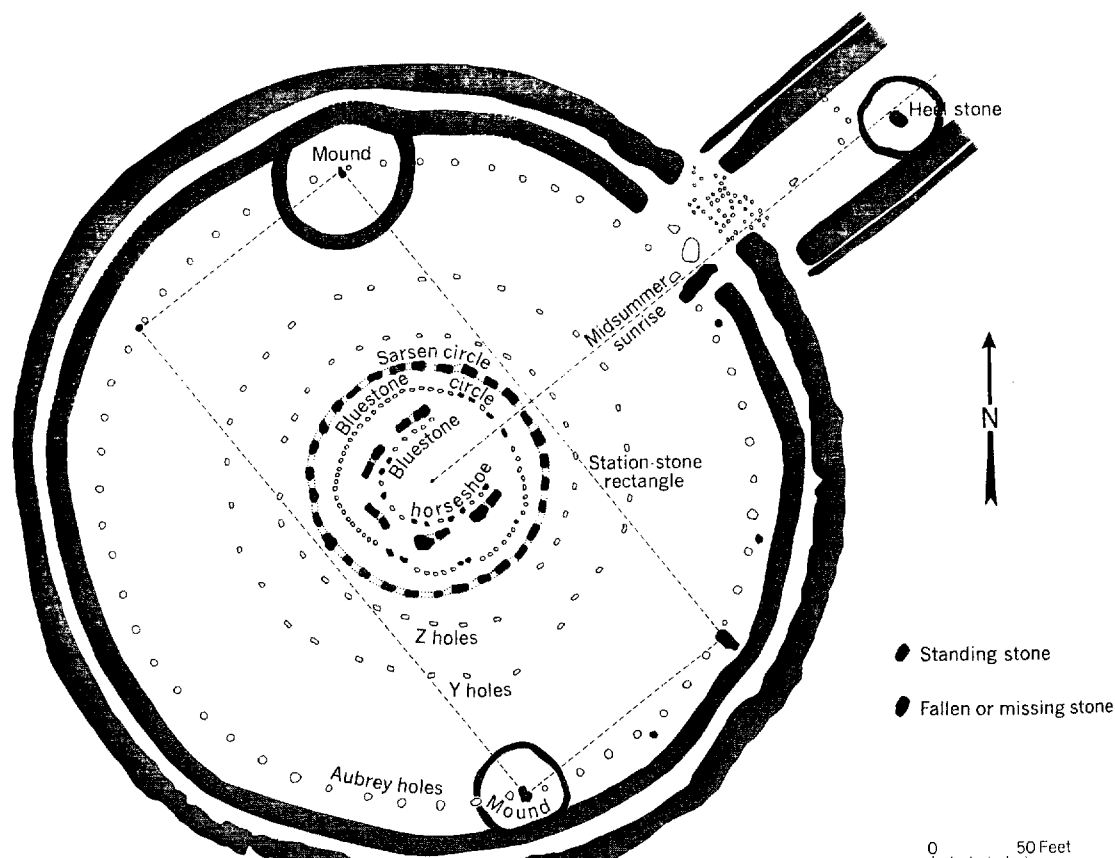 Heel stone
Mound
Midsummer
sunrise
Sarsen circle
Bluestone circle
Bluestone
horseshoe
Station-stone
rectangle
N
Z holes
Y holes
Standing stone
Fallen or missing stone
Aubrey holes
Mound
0 50 Feet